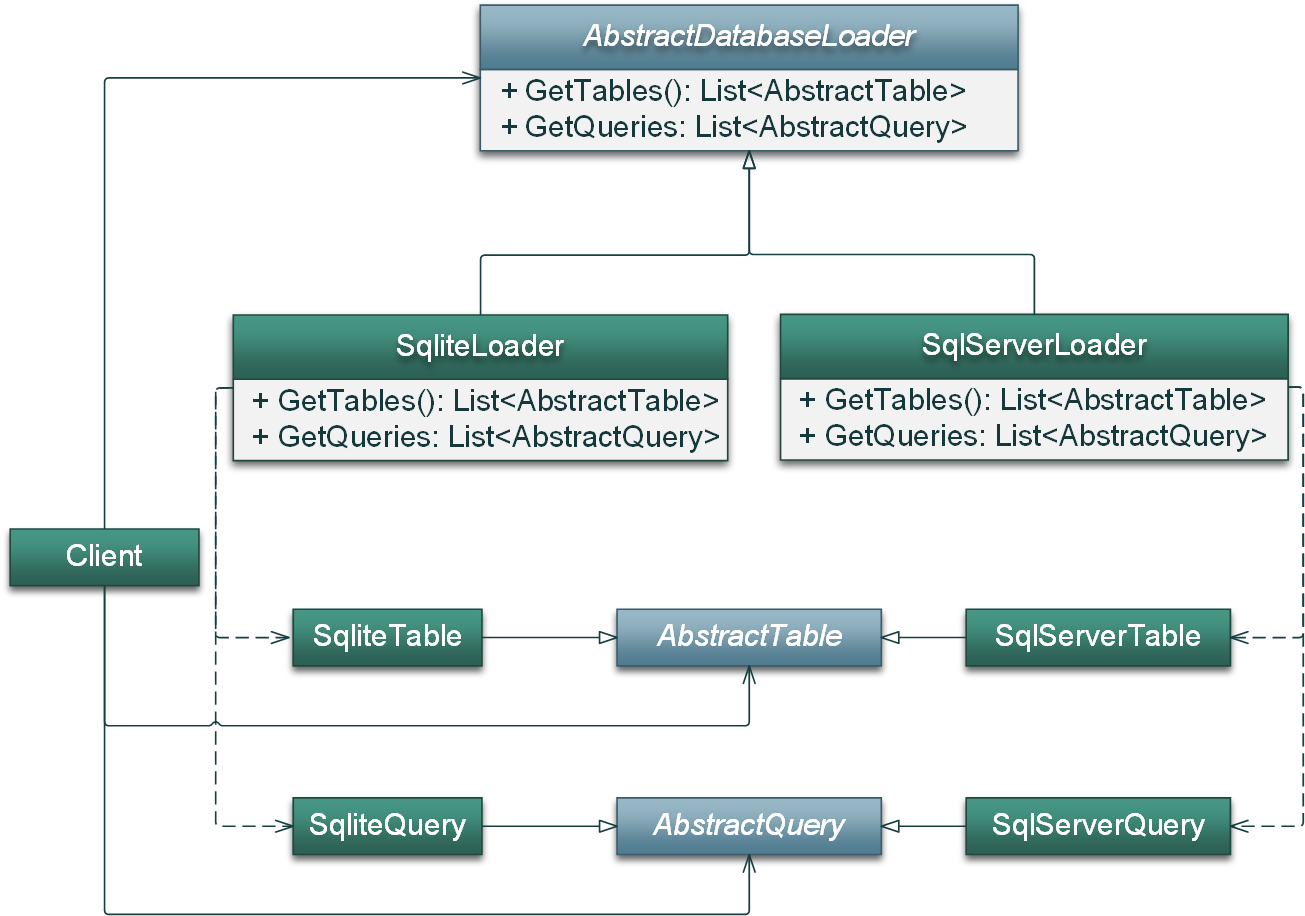 AbstractDatabaseLoader
+ GetTables(): List<AbstractTable>
+ GetQueries: List<AbstractQuery>
SqliteLoader
+ GetTables(): List<AbstractTable>
+ GetQueries: List<AbstractQuery>
SqlServerLoader
+ GetTables(): List<AbstractTable>
+ GetQueries: List<AbstractQuery>
Client
SqliteTable
AbstractTable
SqlServerTable
SqliteQuery
AbstractQuery
SqlServerQuery